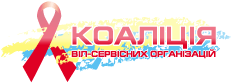 КОАЛІЦІЯ
ВІЛ-СЕРВІСНИХ ОРГАНІЗАЦІЙ